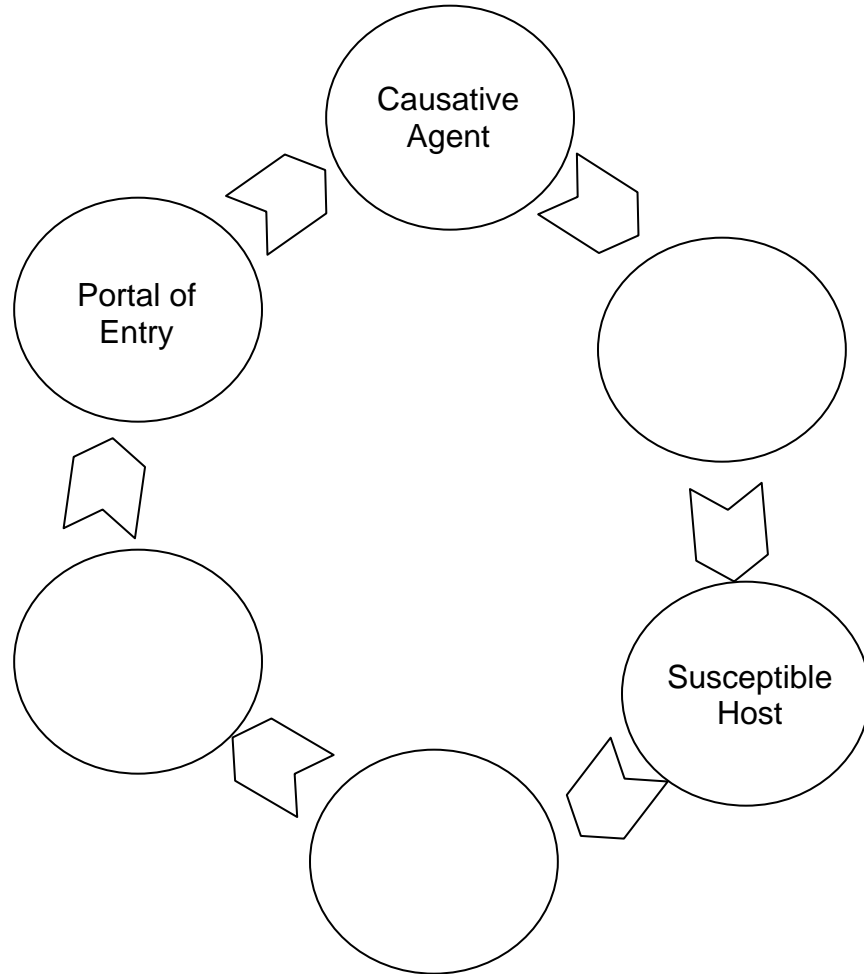 Causative
Agent
Portal of
Entry
Susceptible
Host